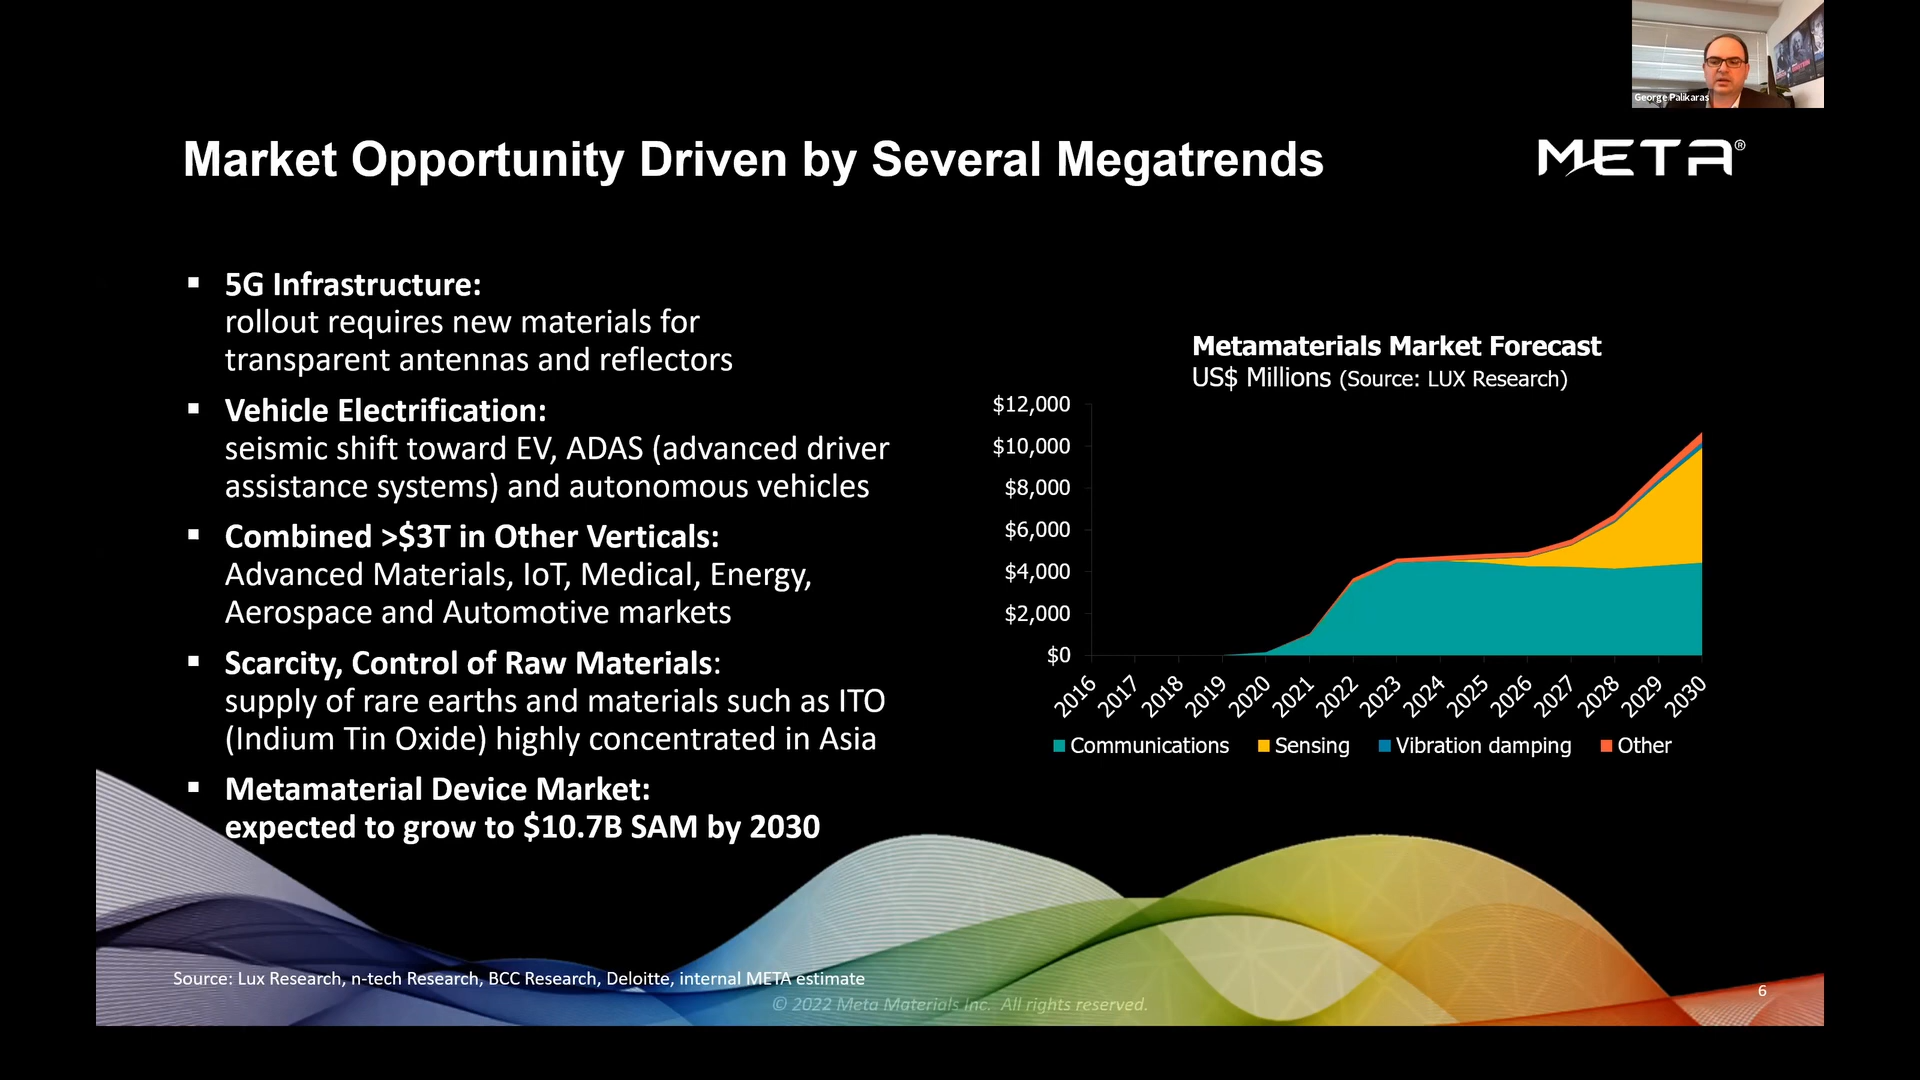 George Palikaras
Market Opportunity Driven by Several Megatrends
META®
▪ 5G Infrastructure:
rollout requires new materials for
transparent antennas and reflectors
▪ Vehicle Electrification:
seismic shift toward EV, ADAS (advanced driver
assistance systems) and autonomous vehicles
▪ Combined >$3T in Other Verticals:
Advanced Materials, IoT, Medical, Energy,
Aerospace and Automotive markets
▪ Scarcity, Control of Raw Materials:
supply of rare earths and materials such as ITO
(Indium Tin Oxide) highly concentrated in Asia
▪ Metamaterial Device Market:
expected to grow to $10.7B SAM by 2030
Metamaterials Market Forecast
US$ Millions (Source: LUX Research)
$12,000
$10,000
$8,000
$6,000
$4,000
$2,000
$0
2016 2017 2018 2019 2020 2021 2022 2023 2024 2025 2026 2027 2028 2029 2030
Communications Sensing Vibration damping Other
Source: Lux Research, n-tech Research, BCC Research, Deloitte, internal META estimate
© 2022 Meta Materials Inc. All rights reserved.
6